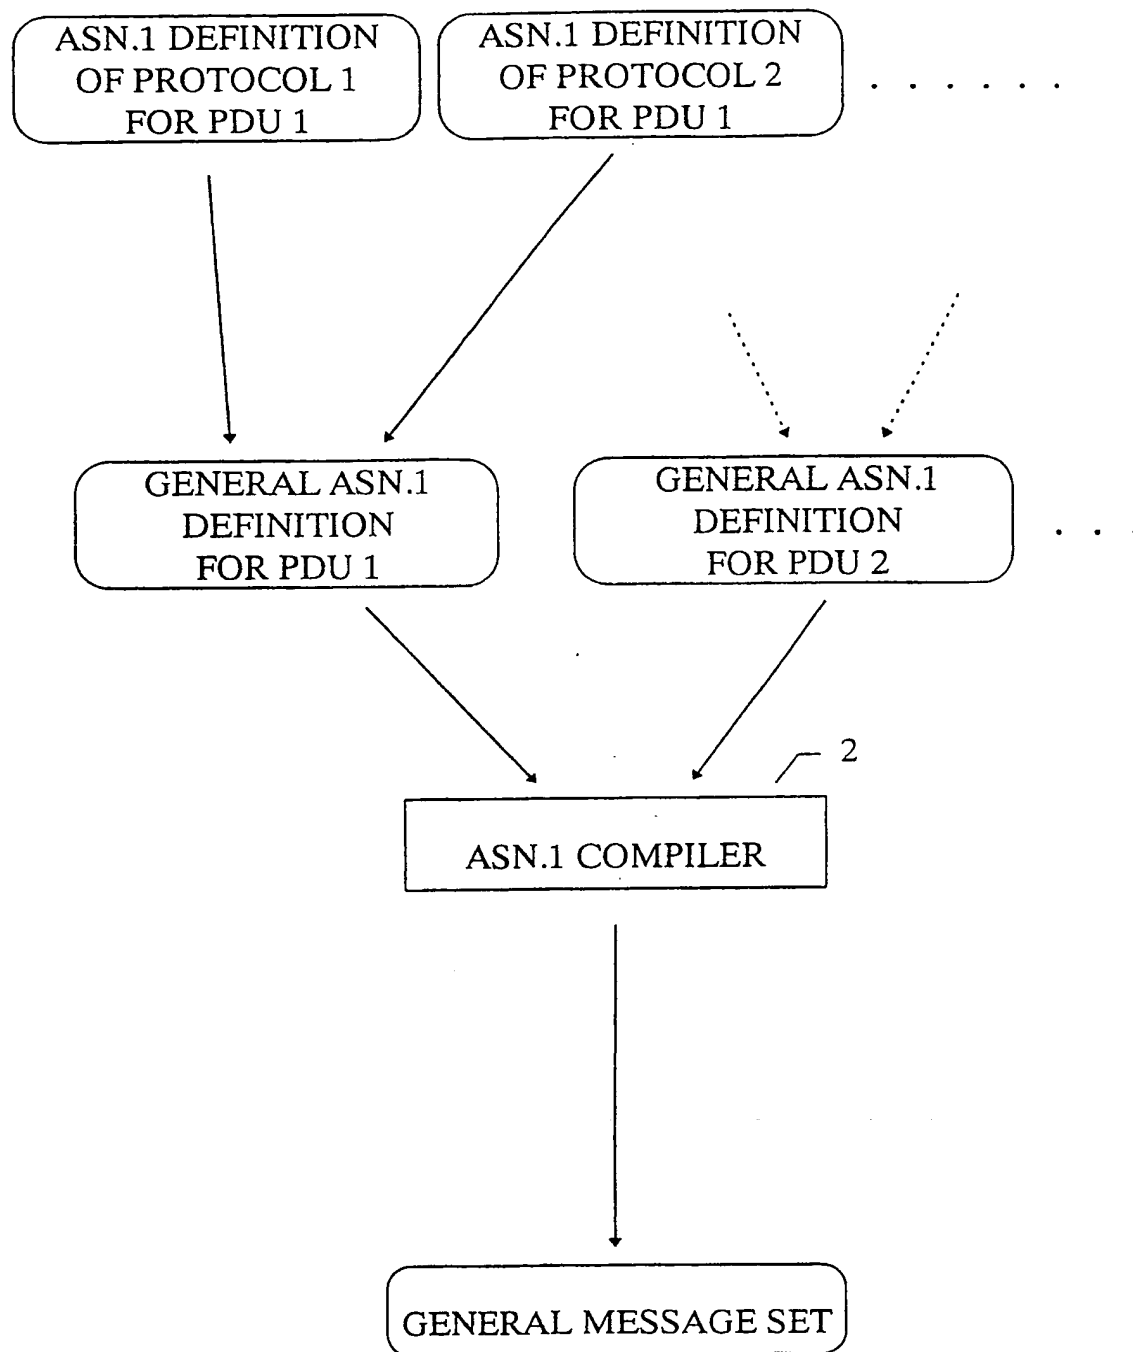 ASN.1 DEFINITION
OF PROTOCOL 1
FOR PDU 1
ASN.1 DEFINITION
OF PROTOCOL 2
FOR PDU 1
. . . . . .
GENERAL ASN.1
DEFINITION
FOR PDU 1
GENERAL ASN.1
DEFINITION
FOR PDU 2
. . .
2
ASN.1 COMPILER
GENERAL MESSAGE SET